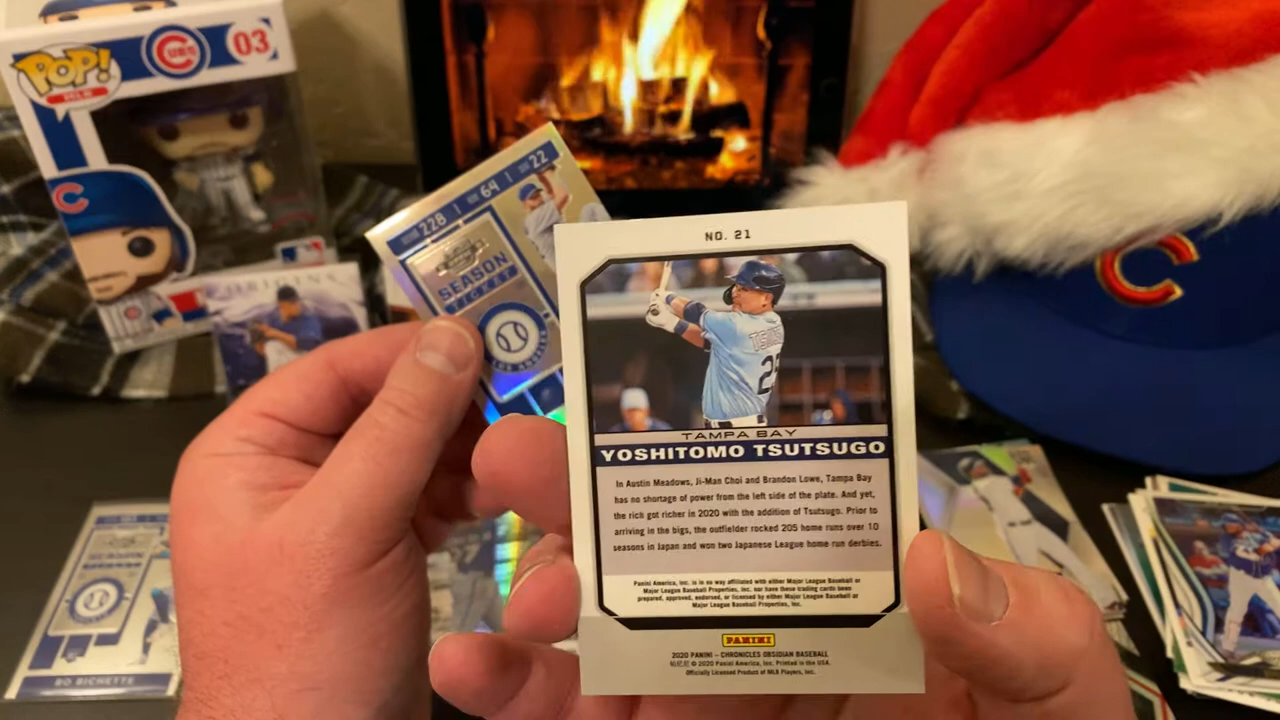 POP!
MLB
CUBS
03
C
ORIGINS
228 | 64 | 22
SEASON
TICKET
LOS ANGELES
NO. 21
TAMPA BAY
YOSHITOMO TSUTSUGO
In Austin Meadows, Ji-Man Choi and Brandon Lowe, Tampa Bay
has no shortage of power from the left side of the plate. And yet,
the rich got richer in 2020 with the addition of Tsutsugo. Prior to
arriving in the bigs, the outfielder rocked 205 home runs over 10
seasons in Japan and won two Japanese League home run derbies.
Panini America, Inc. is in no way affiliated with either Major League Baseball or
Major League Baseball Properties, Inc. nor have these trading cards been
prepared, approved, endorsed, or licensed by either Major League Baseball or
Major League Baseball Properties, Inc.
PANINI
2020 PANINI – CHRONICLES OBSIDIAN BASEBALL
帕尼尼 © 2020 Panini America, Inc. Printed in the USA.
Officially Licensed Product of MLB Players, Inc.
C
BO BICHETTE